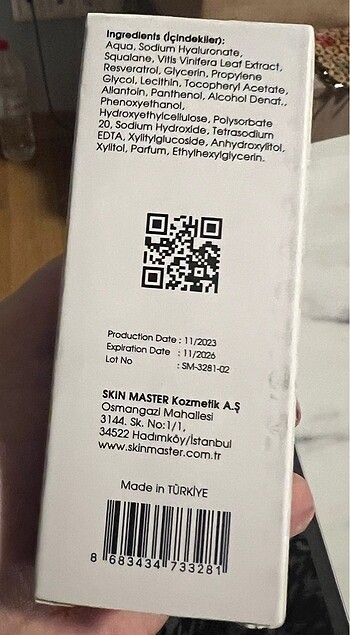 Ingredients (İçindekiler):
Aqua, Sodium Hyaluronate,
Squalane, Vitis Vinifera Leaf Extract,
Resveratrol, Glycerin, Propylene
Glycol, Lecithin, Tocopheryl Acetate,
Allantoin, Panthenol, Alcohol Denat.,
Phenoxyethanol,
Hydroxyethylcellulose, Polysorbate
20, Sodium Hydroxide, Tetrasodium
EDTA, Xylitylglucoside, Anhydroxylitol,
Xylitol, Parfum, Ethylhexylglycerin.
Production Date : 11/2023
Expiration Date : 11/2026
Lot No : SM-3281-02
SKIN MASTER Kozmetik A.Ş
Osmangazi Mahallesi
3144. Sk. No:1/1,
34522 Hadımköy/İstanbul
www.skinmaster.com.tr
Made in TÜRKİYE
8 683434 733281